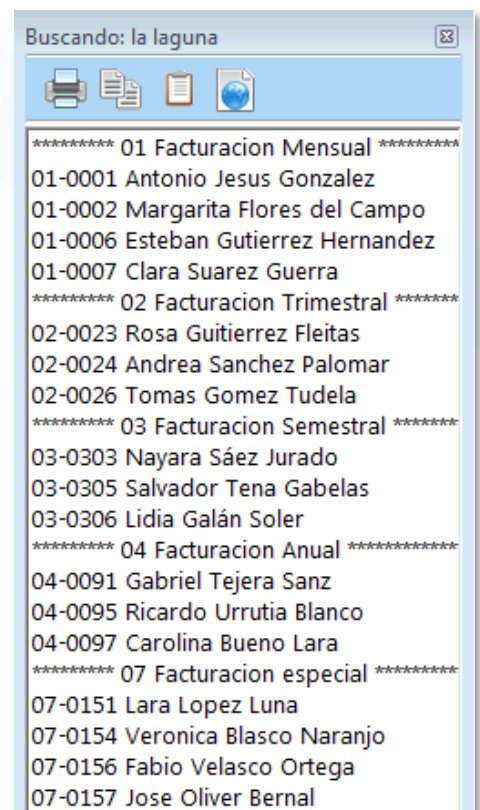 Buscando: la laguna
********* 01 Facturacion Mensual *********
01-0001 Antonio Jesus Gonzalez
01-0002 Margarita Flores del Campo
01-0006 Esteban Gutierrez Hernandez
01-0007 Clara Suarez Guerra
********* 02 Facturacion Trimestral *******
02-0023 Rosa Guitierrez Fleitas
02-0024 Andrea Sanchez Palomar
02-0026 Tomas Gomez Tudela
********* 03 Facturacion Semestral *******
03-0303 Nayara Sáez Jurado
03-0305 Salvador Tena Gabelas
03-0306 Lidia Galán Soler
********* 04 Facturacion Anual ************
04-0091 Gabriel Tejera Sanz
04-0095 Ricardo Urrutia Blanco
04-0097 Carolina Bueno Lara
********* 07 Facturacion especial *********
07-0151 Lara Lopez Luna
07-0154 Veronica Blasco Naranjo
07-0156 Fabio Velasco Ortega
07-0157 Jose Oliver Bernal